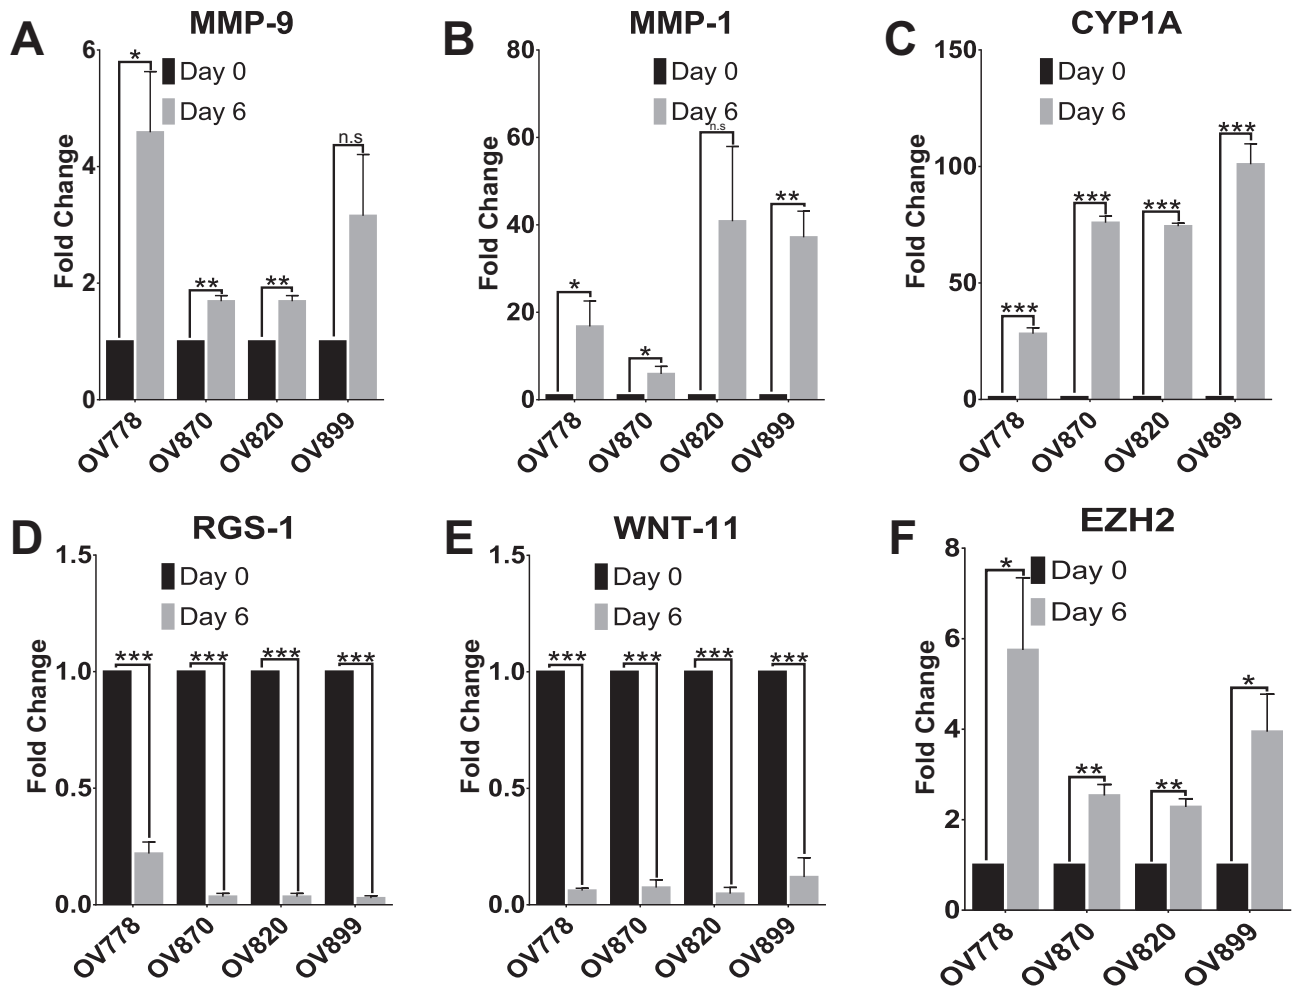 A
MMP-9
Fold Change
6
4
2
0
Day 0
Day 6
*
**
**
n.s
OV778
OV870
OV820
OV899
B
MMP-1
Fold Change
80
60
40
20
0
Day 0
Day 6
*
*
n.s
**
OV778
OV870
OV820
OV899
C
CYP1A
Fold Change
150
100
50
0
Day 0
Day 6
***
***
***
***
OV778
OV870
OV820
OV899
D
RGS-1
Fold Change
1.5
1.0
0.5
0.0
Day 0
Day 6
***
***
***
***
OV778
OV870
OV820
OV899
E
WNT-11
Fold Change
1.5
1.0
0.5
0.0
Day 0
Day 6
***
***
***
***
OV778
OV870
OV820
OV899
F
EZH2
Fold Change
8
6
4
2
0
Day 0
Day 6
*
**
**
*
OV778
OV870
OV820
OV899